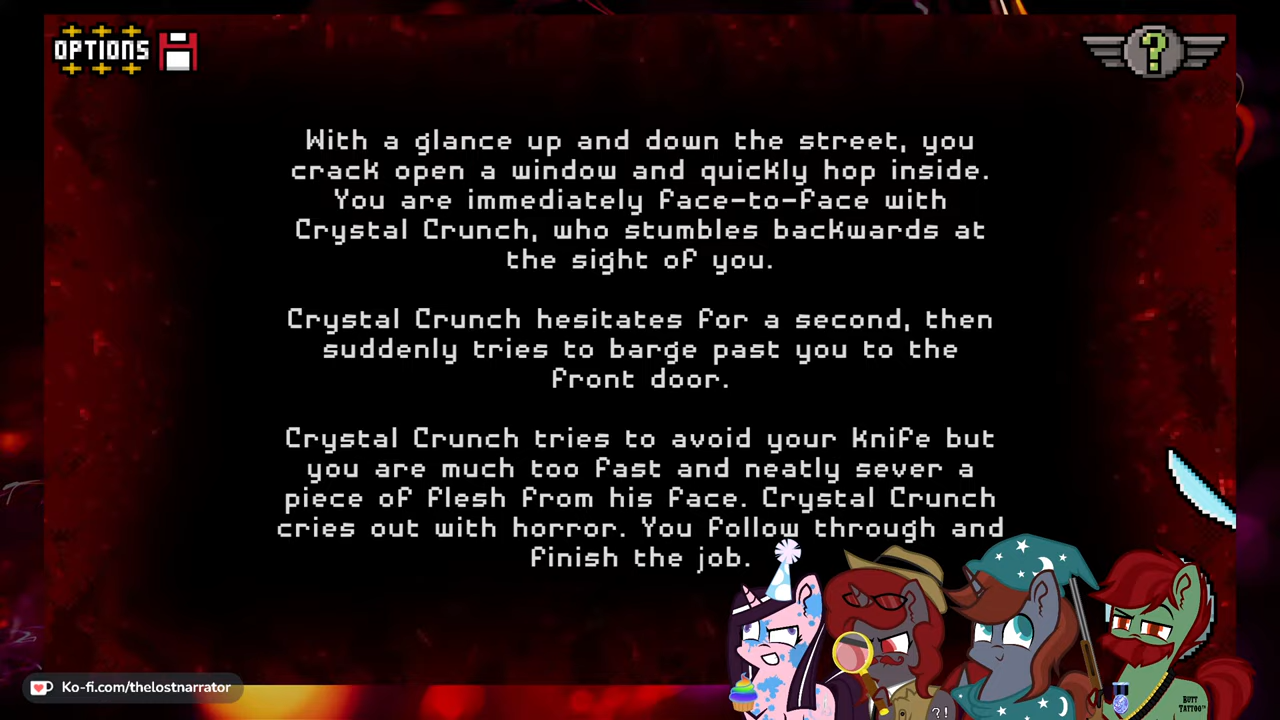 OPTIONS
?
With a glance up and down the street, you
crack open a window and quickly hop inside.
You are immediately face-to-face with
Crystal Crunch, who stumbles backwards at
the sight of you.
Crystal Crunch hesitates for a second, then
suddenly tries to barge past you to the
front door.
Crystal Crunch tries to avoid your knife but
you are much too fast and neatly sever a
piece of flesh from his face. Crystal Crunch
cries out with horror. You follow through and
finish the job.
Ko-fi.com/thelostnarrator
?!
BUTT
TATTOO™